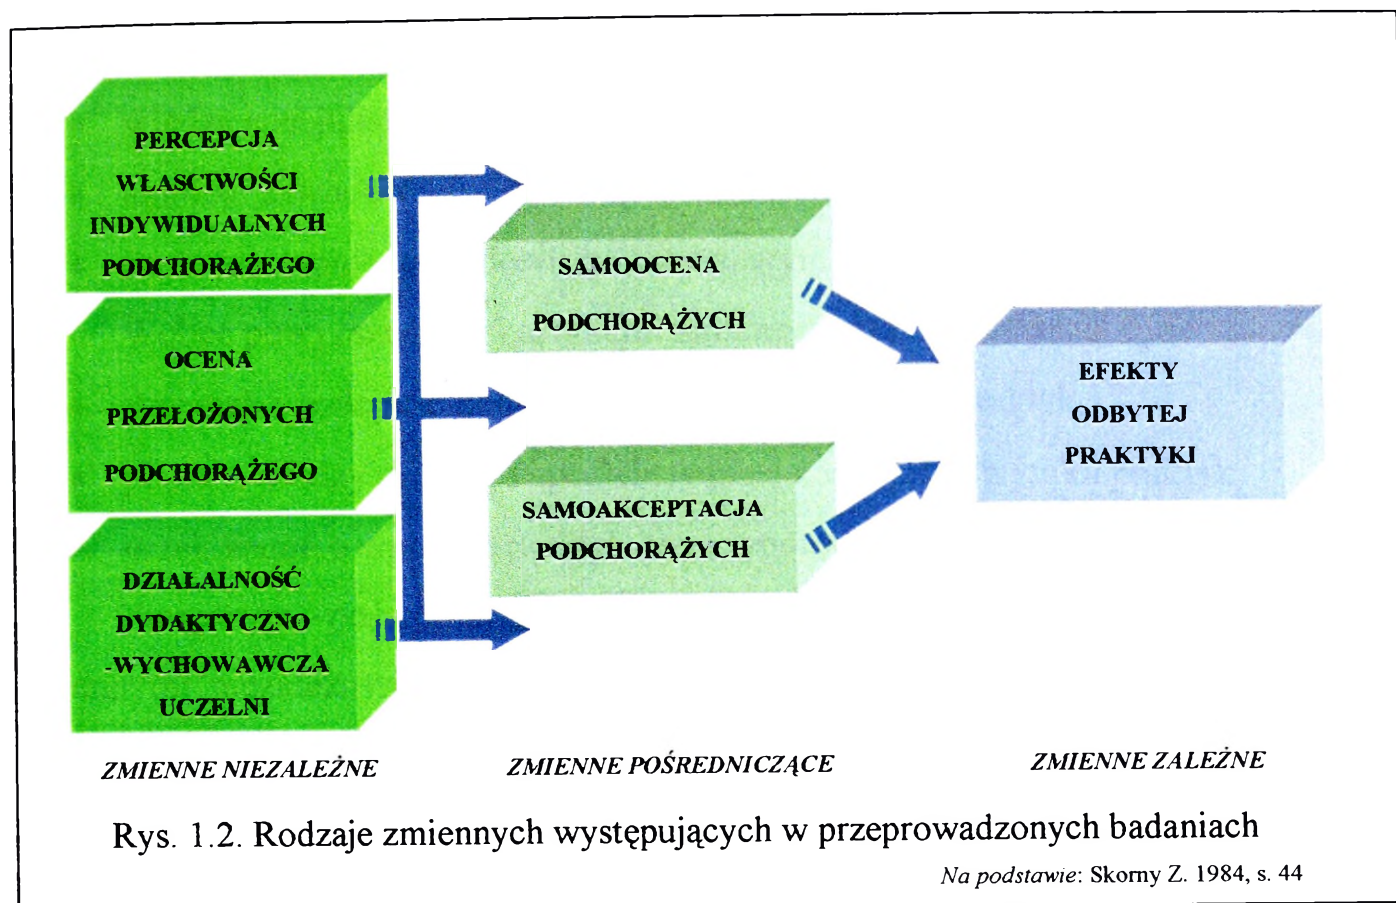 PERCEPCJA
WŁASCIWOŚCI
INDYWIDUALNYCH
PODCHORĄŻEGO
OCENA
PRZEŁOŻONYCH
PODCHORĄŻEGO
DZIAŁALNOŚĆ
DYDAKTYCZNO
-WYCHOWAWCZA
UCZELNI
ZMIENNE NIEZALEŻNE
SAMOOCENA
PODCHORĄŻYCH
SAMOAKCEPTACJA
PODCHORĄŻYCH
ZMIENNE POŚREDNICZĄCE
EFEKTY
ODBYTEJ
PRAKTYKI
ZMIENNE ZALEŻNE
Rys. 1.2. Rodzaje zmiennych występujących w przeprowadzonych badaniach
Na podstawie: Skorny Z. 1984, s. 44